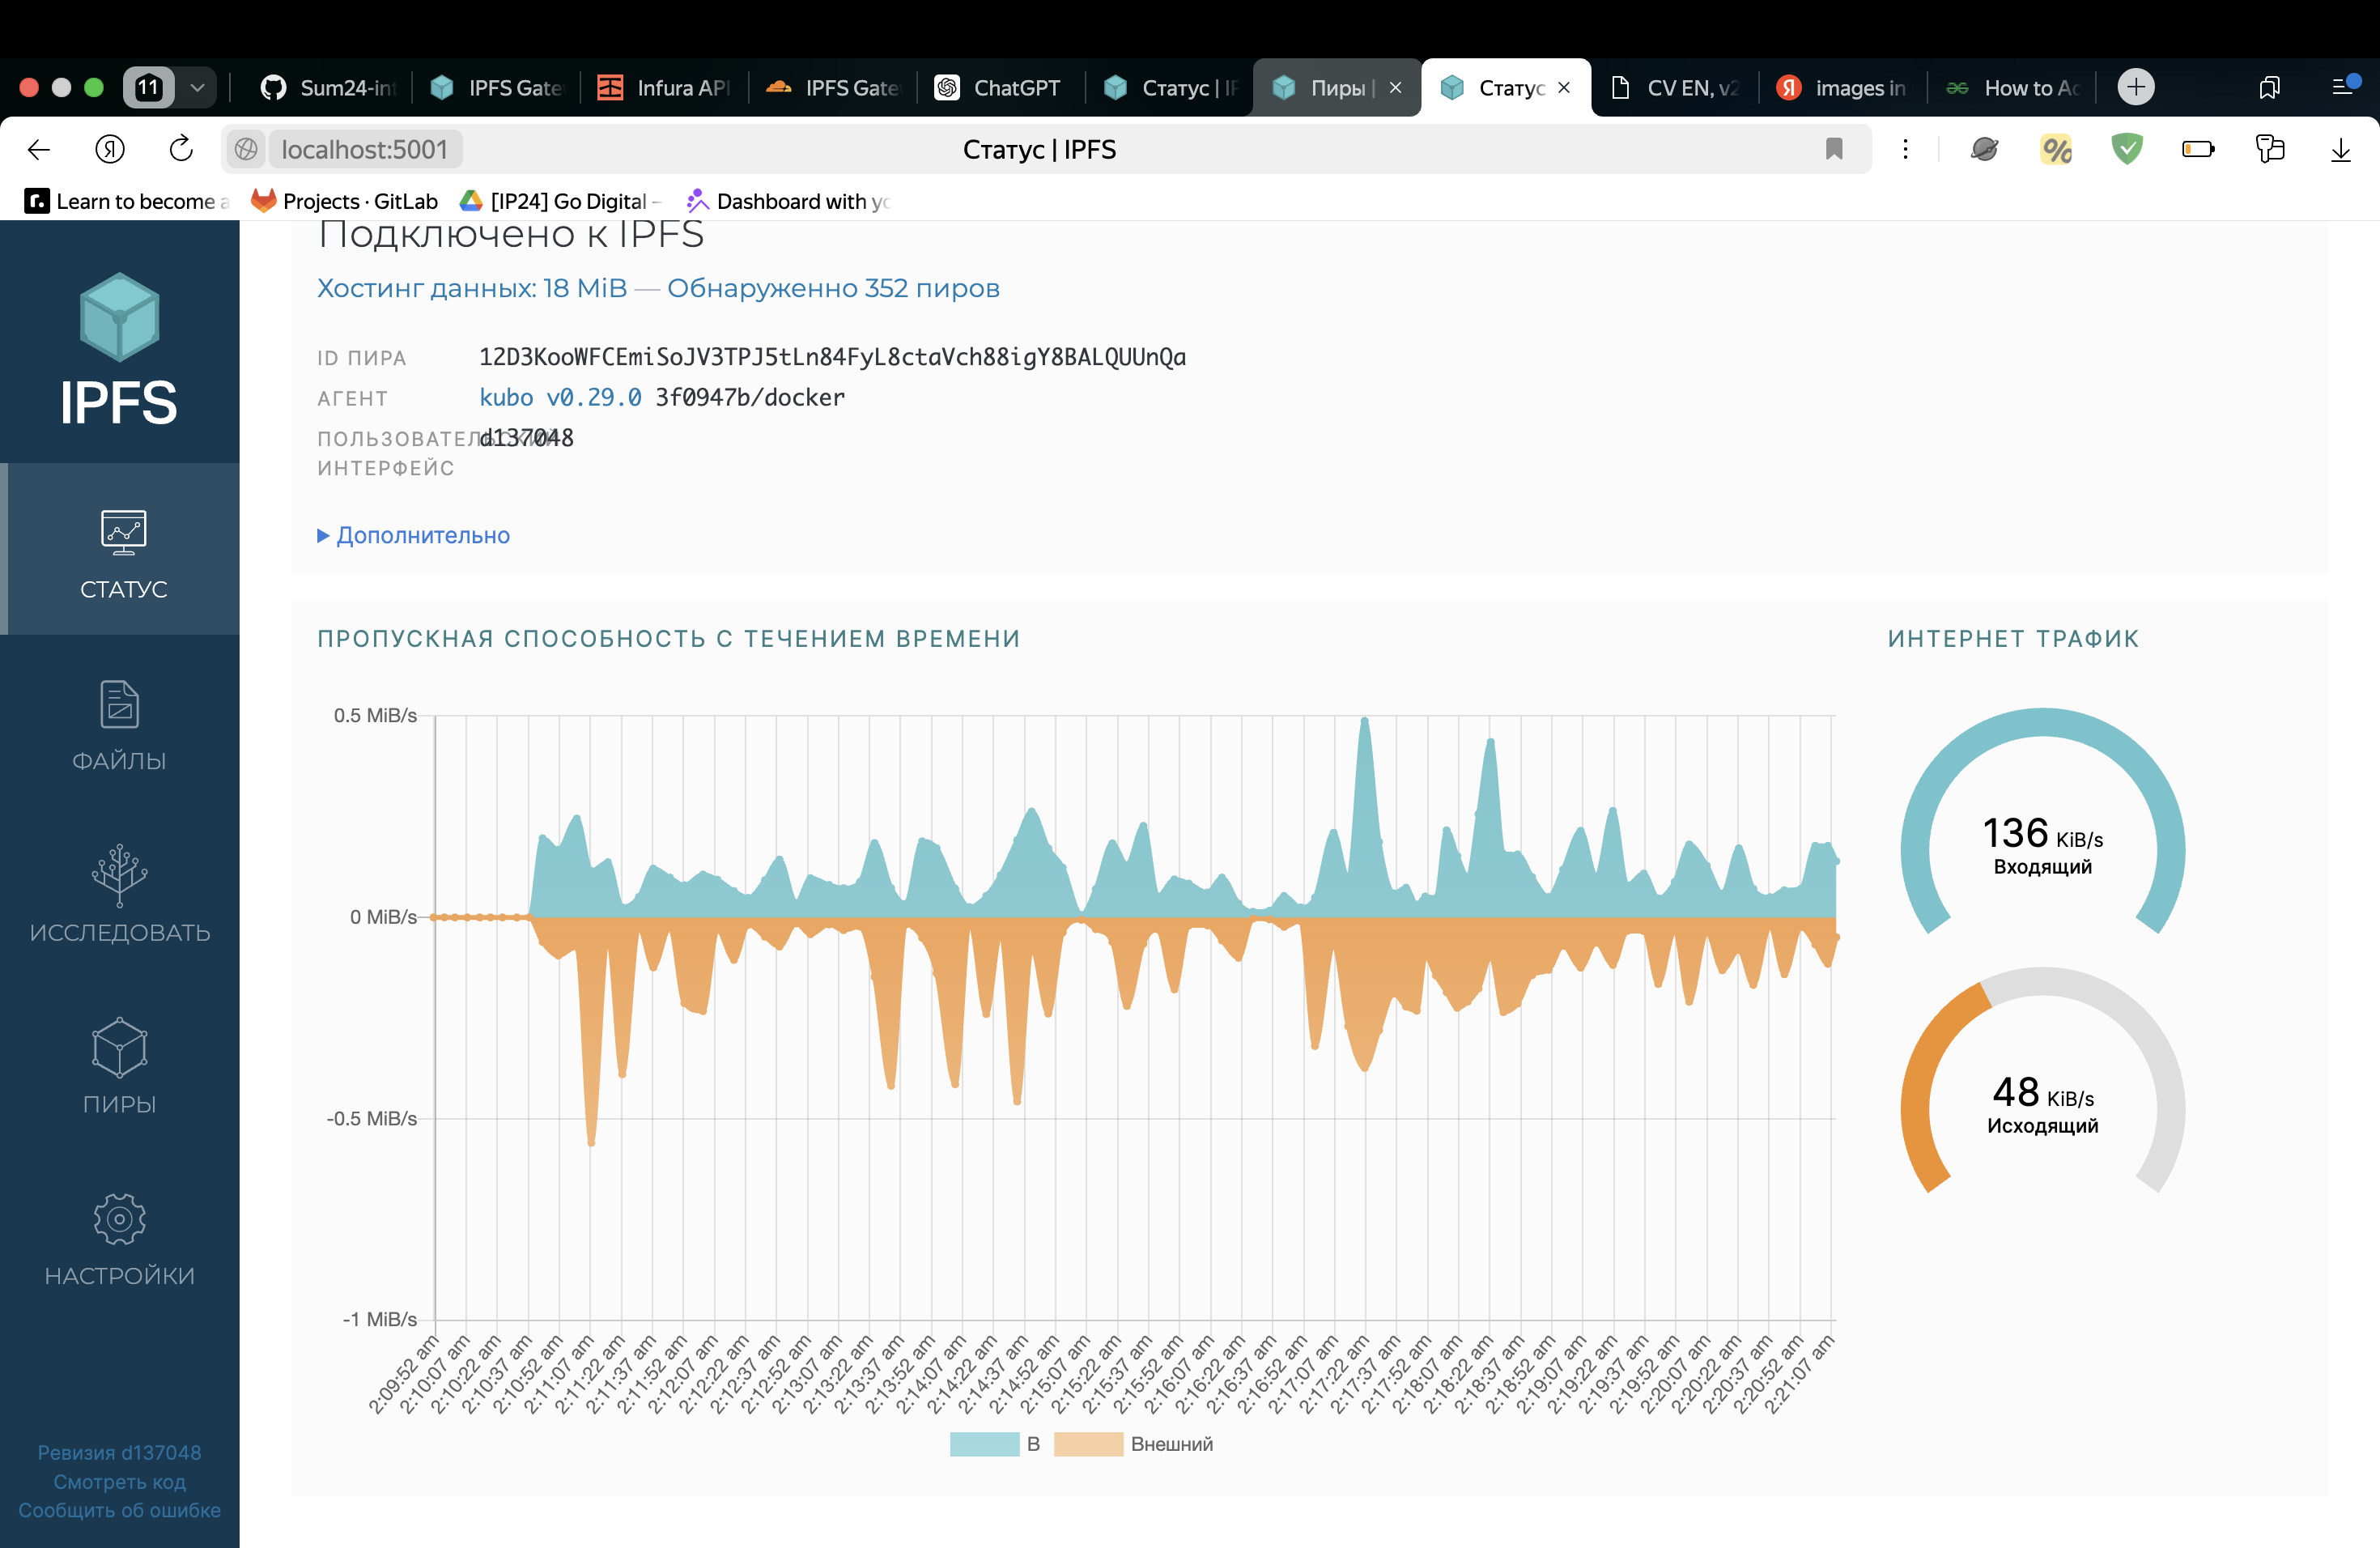 11
Sum24-int
IPFS Gate
Infura API
IPFS Gate
ChatGPT
Статус | IP
Пиры |
Статус
CV EN, v2
images in
How to Ac
localhost:5001
Статус | IPFS
Learn to become a
Projects · GitLab
[IP24] Go Digital –
Dashboard with yo
Подключено к IPFS
Хостинг данных: 18 MiB — Обнаруженно 352 пиров
ID ПИРА 12D3KooWFCEmiSoJV3TPJ5tLn84FyL8ctaVch88igY8BALQUUnQa
АГЕНТ kubo v0.29.0 3f0947b/docker
ПОЛЬЗОВАТЕЛЬСКИЙ d137048
ИНТЕРФЕЙС
Дополнительно
IPFS
СТАТУС
ФАЙЛЫ
ИССЛЕДОВАТЬ
ПИРЫ
НАСТРОЙКИ
Ревизия d137048
Смотреть код
Сообщить об ошибке
ПРОПУСКНАЯ СПОСОБНОСТЬ С ТЕЧЕНИЕМ ВРЕМЕНИ
0.5 MiB/s
0 MiB/s
-0.5 MiB/s
-1 MiB/s
2:09:52 am
2:10:07 am
2:10:22 am
2:10:37 am
2:10:52 am
2:11:07 am
2:11:22 am
2:11:37 am
2:11:52 am
2:12:07 am
2:12:22 am
2:12:37 am
2:12:52 am
2:13:07 am
2:13:22 am
2:13:37 am
2:13:52 am
2:14:07 am
2:14:22 am
2:14:37 am
2:14:52 am
2:15:07 am
2:15:22 am
2:15:37 am
2:15:52 am
2:16:07 am
2:16:22 am
2:16:37 am
2:16:52 am
2:17:07 am
2:17:22 am
2:17:37 am
2:17:52 am
2:18:07 am
2:18:22 am
2:18:37 am
2:18:52 am
2:19:07 am
2:19:22 am
2:19:37 am
2:19:52 am
2:20:07 am
2:20:22 am
2:20:37 am
2:20:52 am
2:21:07 am
В
Внешний
ИНТЕРНЕТ ТРАФИК
136 KiB/s
Входящий
48 KiB/s
Исходящий